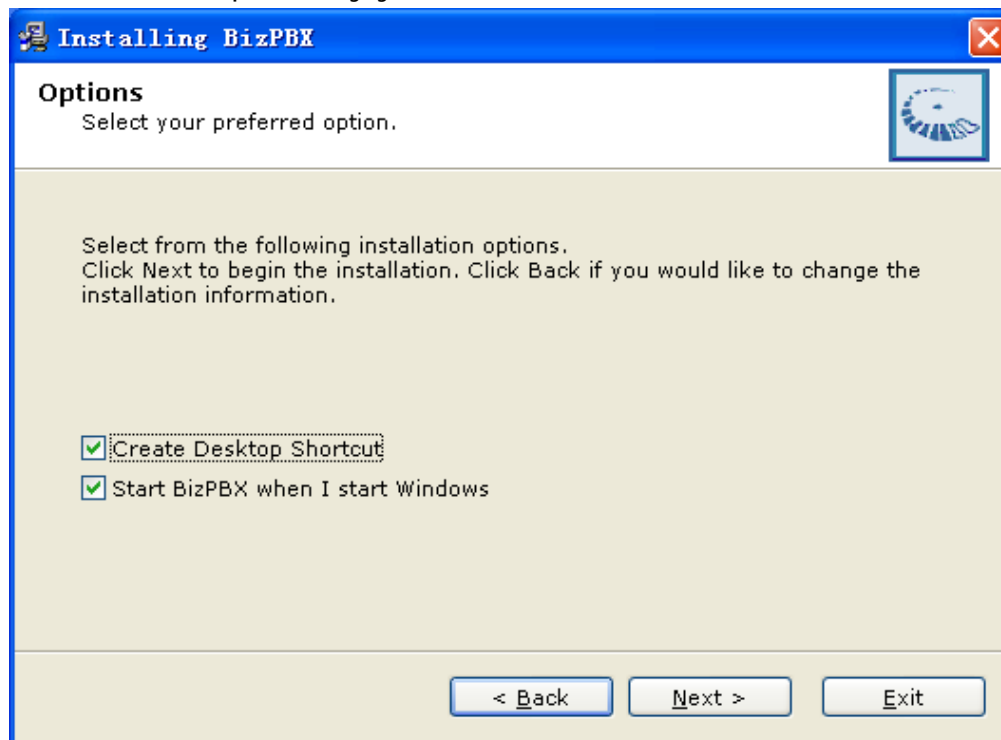 Installing BizPBX
Options
Select your preferred option.
Select from the following installation options.
Click Next to begin the installation. Click Back if you would like to change the
installation information.
Create Desktop Shortcut
Start BizPBX when I start Windows
< Back
Next >
Exit